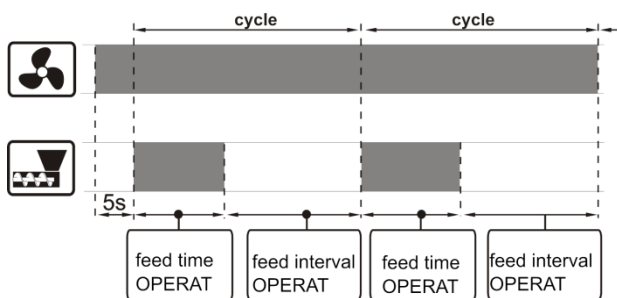 cycle
cycle
5s
feed time
OPERAT
feed interval
OPERAT
feed time
OPERAT
feed interval
OPERAT